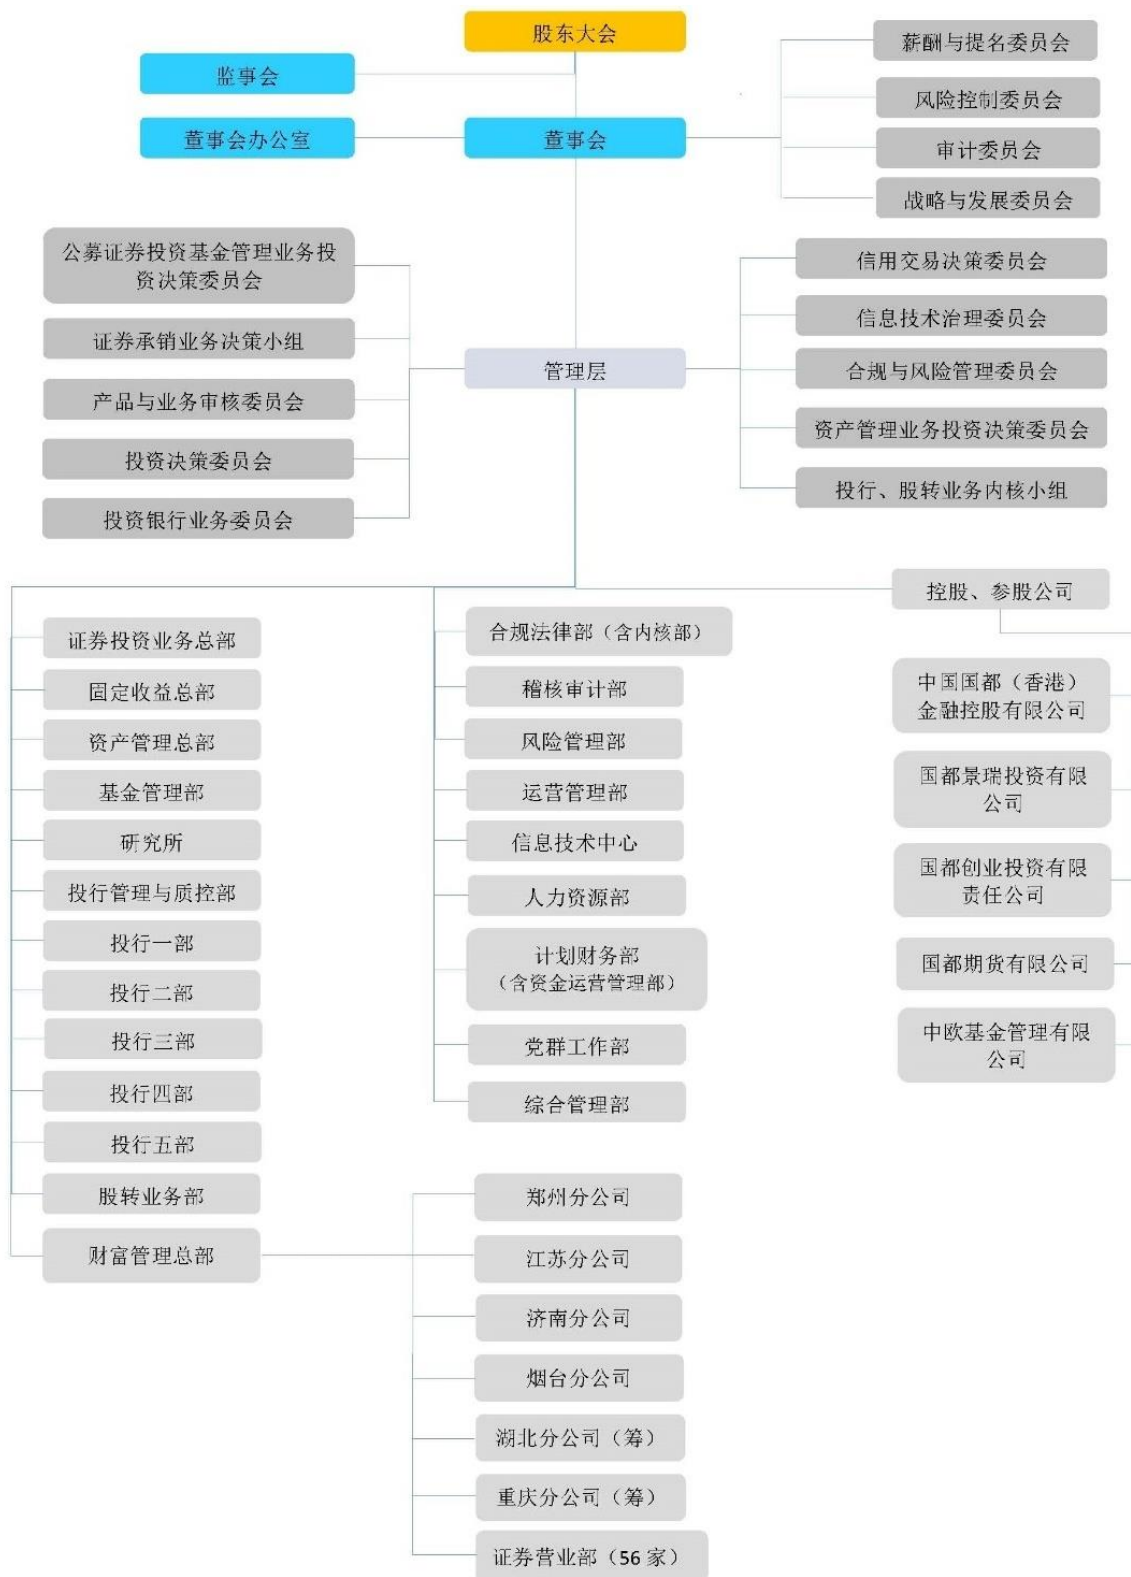 股东大会
监事会
董事会办公室
董事会
薪酬与提名委员会
风险控制委员会
审计委员会
战略与发展委员会
公募证券投资基金管理业务投
资决策委员会
证券承销业务决策小组
产品与业务审核委员会
投资决策委员会
投资银行业务委员会
管理层
信用交易决策委员会
信息技术治理委员会
合规与风险管理委员会
资产管理业务投资决策委员会
投行、股转业务内核小组
证券投资业务总部
固定收益总部
资产管理总部
基金管理部
研究所
投行管理与质控部
投行一部
投行二部
投行三部
投行四部
投行五部
股转业务部
财富管理总部
合规法律部（含内核部）
稽核审计部
风险管理部
运营管理部
信息技术中心
人力资源部
计划财务部
（含资金运营管理部）
党群工作部
综合管理部
郑州分公司
江苏分公司
济南分公司
烟台分公司
湖北分公司（筹）
重庆分公司（筹）
证券营业部（56 家）
控股、参股公司
中国国都（香港）
金融控股有限公司
国都景瑞投资有限
公司
国都创业投资有限
责任公司
国都期货有限公司
中欧基金管理有限
公司